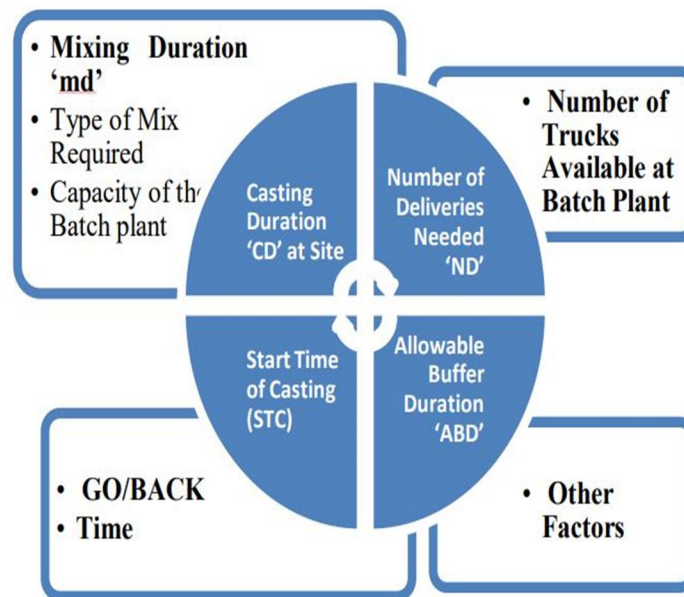 • Mixing Duration
‘md’
• Type of Mix
Required
• Capacity of the
Batch plant
• Number of
Trucks
Available at
Batch Plant
Casting
Duration
‘CD’ at Site
Number of
Deliveries
Needed
‘ND’
Start Time
of Casting
(STC)
Allowable
Buffer
Duration
‘ABD’
• GO/BACK
• Time
• Other
Factors